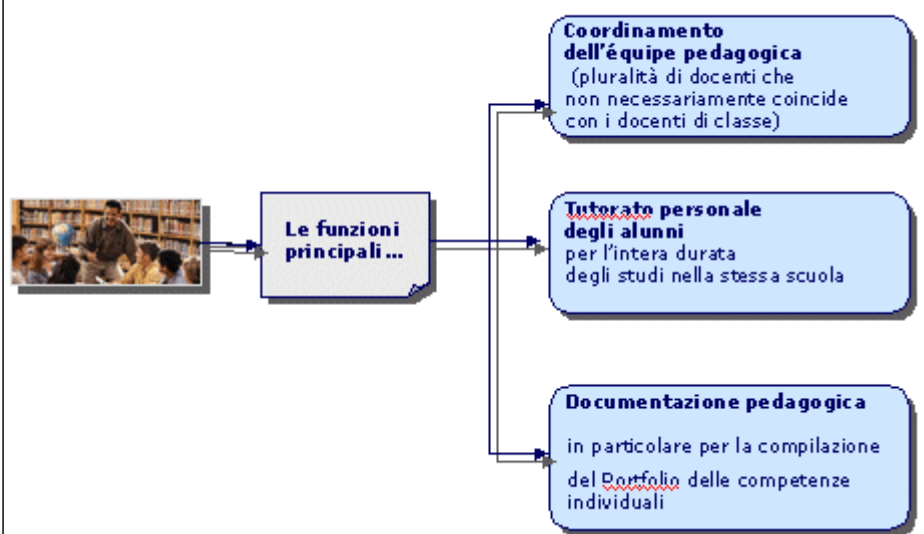 Le funzioni
principali...
Coordinamento
dell'équipe pedagogica
(pluralità di docenti che
non necessariamente coincide
con i docenti di classe)
Tutorato personale
degli alunni
per l'intera durata
degli studi nella stessa scuola
Documentazione pedagogica
in particolare per la compilazione
del Portfolio delle competenze
individuali